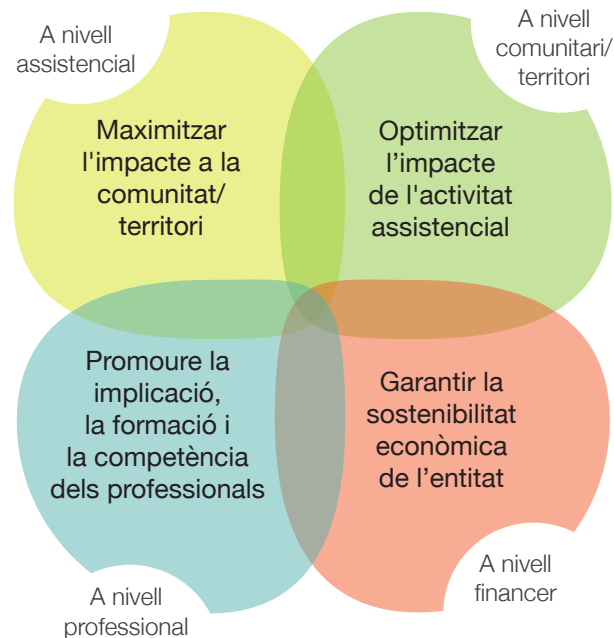 A nivell
assistencial
Maximitzar
l'impacte a la
comunitat/
territori
A nivell
comunitari/
territori
Optimitzar
l’impacte
de l'activitat
assistencial
Promoure la
implicació,
la formació i
la competència
dels professionals
A nivell
professional
Garantir la
sostenibilitat
econòmica
de l’entitat
A nivell
financer